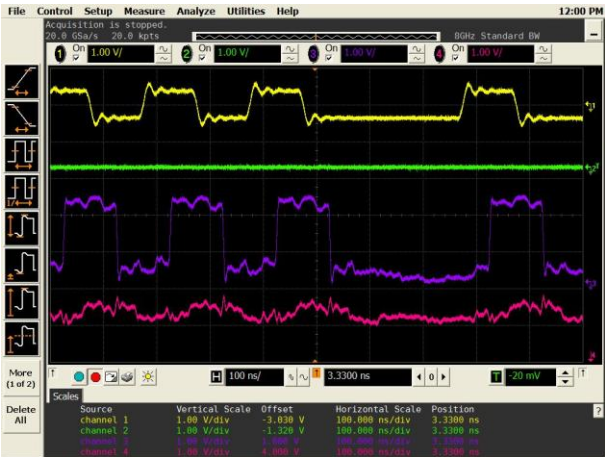 File Control Setup Measure Analyze Utilities Help 12:00 PM
Acquisition is stopped.
20.0 GSa/s 20.0 kpts 8GHz Standard BW
1 On 1.00 V/ 2 On 1.00 V/ 3 On 1.00 V/ 4 On 1.00 V/
More
(1 of 2)
Delete
All
H 100 ns/ 3.3300 ns 0 T -20 mV
Scales
Source Vertical Scale Offset Horizontal Scale Position
channel 1 1.00 V/div -3.030 V 100.000 ns/div 3.3300 ns
channel 2 1.00 V/div -1.320 V 100.000 ns/div 3.3300 ns
channel 3 1.00 V/div 100.000 ns/div 3.3300 ns
channel 4 1.00 V/div 4.000 V 100.000 ns/div 3.3300 ns
?